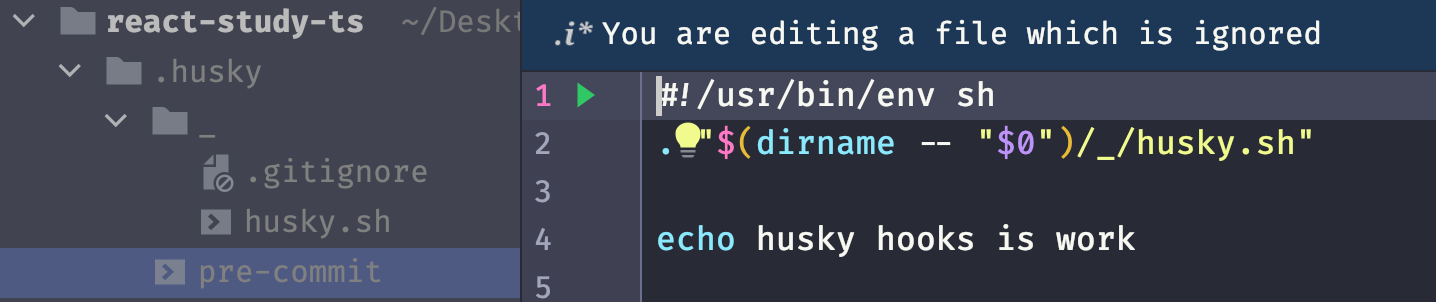 react-study-ts ~/Deskt
.husky
_
.gitignore
husky.sh
pre-commit
.i* You are editing a file which is ignored
1 #!/usr/bin/env sh
2 . "$(dirname -- "$0")/_/husky.sh"
3
4 echo husky hooks is work
5